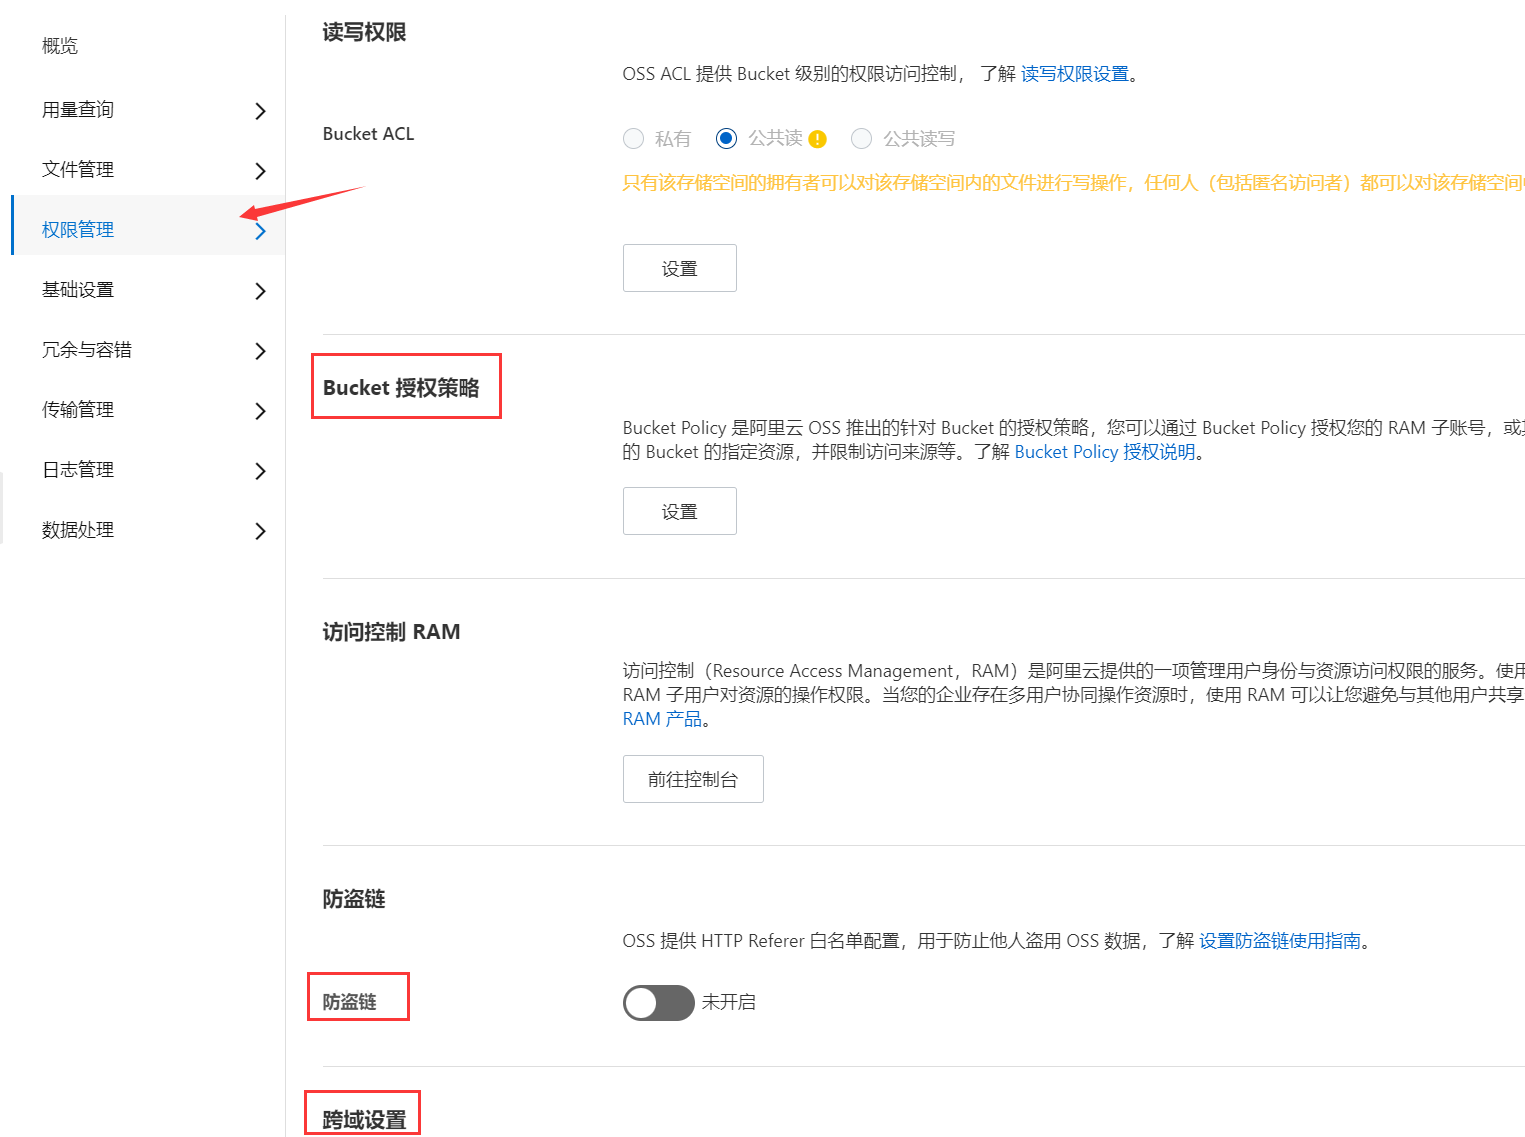 概览
用量查询
文件管理
权限管理
基础设置
冗余与容错
传输管理
日志管理
数据处理
读写权限
OSS ACL 提供 Bucket 级别的权限访问控制， 了解 读写权限设置。
Bucket ACL
私有 公共读 公共读写
只有该存储空间的拥有者可以对该存储空间内的文件进行写操作，任何人（包括匿名访问者）都可以对该存储空间
设置
Bucket 授权策略
Bucket Policy 是阿里云 OSS 推出的针对 Bucket 的授权策略，您可以通过 Bucket Policy 授权您的 RAM 子账号，或
的 Bucket 的指定资源，并限制访问来源等。了解 Bucket Policy 授权说明。
设置
访问控制 RAM
访问控制（Resource Access Management，RAM）是阿里云提供的一项管理用户身份与资源访问权限的服务。使用
RAM 子用户对资源的操作权限。当您的企业存在多用户协同操作资源时，使用 RAM 可以让您避免与其他用户共享
RAM 产品。
前往控制台
防盗链
OSS 提供 HTTP Referer 白名单配置，用于防止他人盗用 OSS 数据，了解 设置防盗链使用指南。
防盗链
未开启
跨域设置